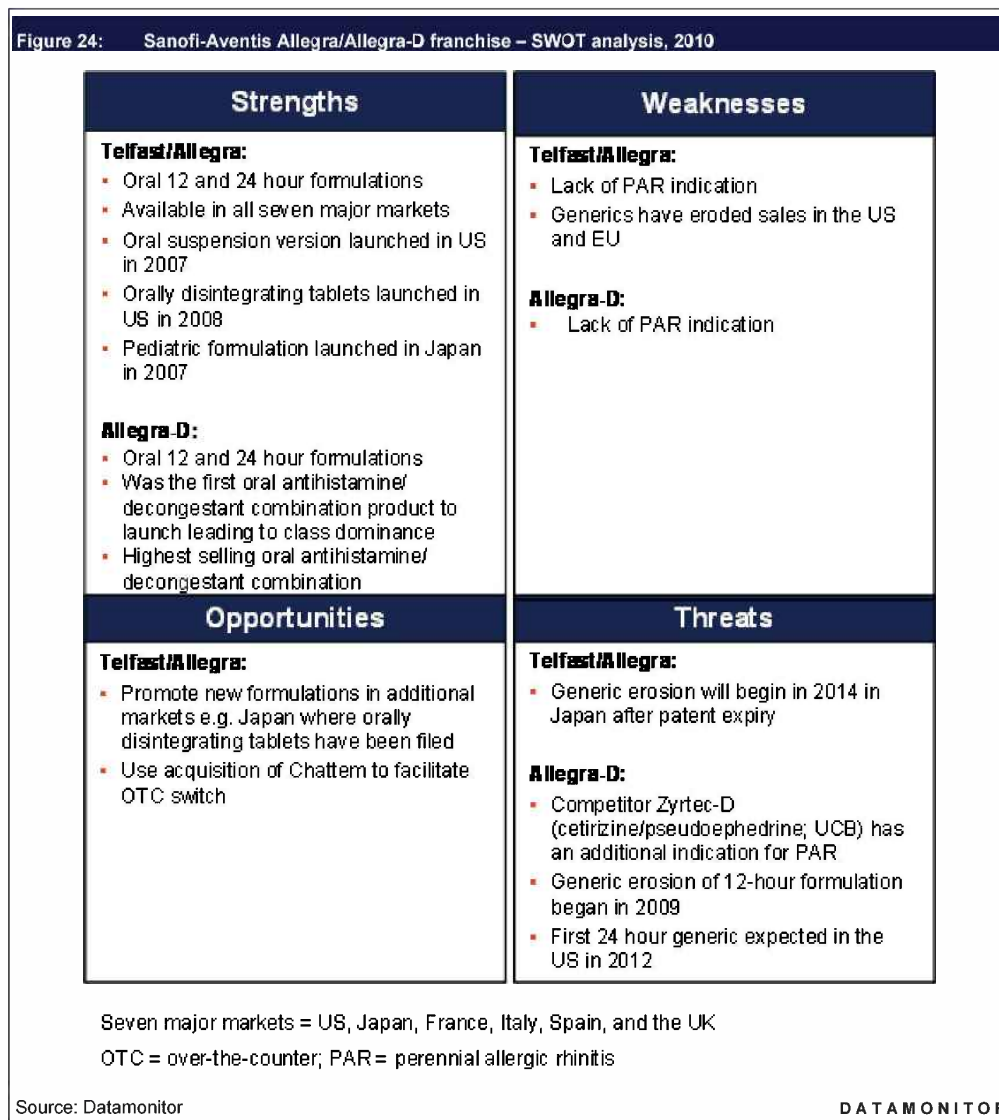 Figure 24: Sanofi-Aventis Allegra/Allegra-D franchise – SWOT analysis, 2010
Strengths
Telfast/Allegra:
▪ Oral 12 and 24 hour formulations
▪ Available in all seven major markets
▪ Oral suspension version launched in US
in 2007
▪ Orally disintegrating tablets launched in
US in 2008
▪ Pediatric formulation launched in Japan
in 2007
Allegra-D:
▪ Oral 12 and 24 hour formulations
▪ Was the first oral antihistamine/
decongestant combination product to
launch leading to class dominance
▪ Highest selling oral antihistamine/
decongestant combination
Weaknesses
Telfast/Allegra:
▪ Lack of PAR indication
▪ Generics have eroded sales in the US
and EU
Allegra-D:
▪ Lack of PAR indication
Opportunities
Telfast/Allegra:
▪ Promote new formulations in additional
markets e.g. Japan where orally
disintegrating tablets have been filed
▪ Use acquisition of Chattem to facilitate
OTC switch
Threats
Telfast/Allegra:
▪ Generic erosion will begin in 2014 in
Japan after patent expiry
Allegra-D:
▪ Competitor Zyrtec-D
(cetirizine/pseudoephedrine; UCB) has
an additional indication for PAR
▪ Generic erosion of 12-hour formulation
began in 2009
▪ First 24 hour generic expected in the
US in 2012
Seven major markets = US, Japan, France, Italy, Spain, and the UK
OTC = over-the-counter; PAR = perennial allergic rhinitis
Source: Datamonitor
DATAMONITOR